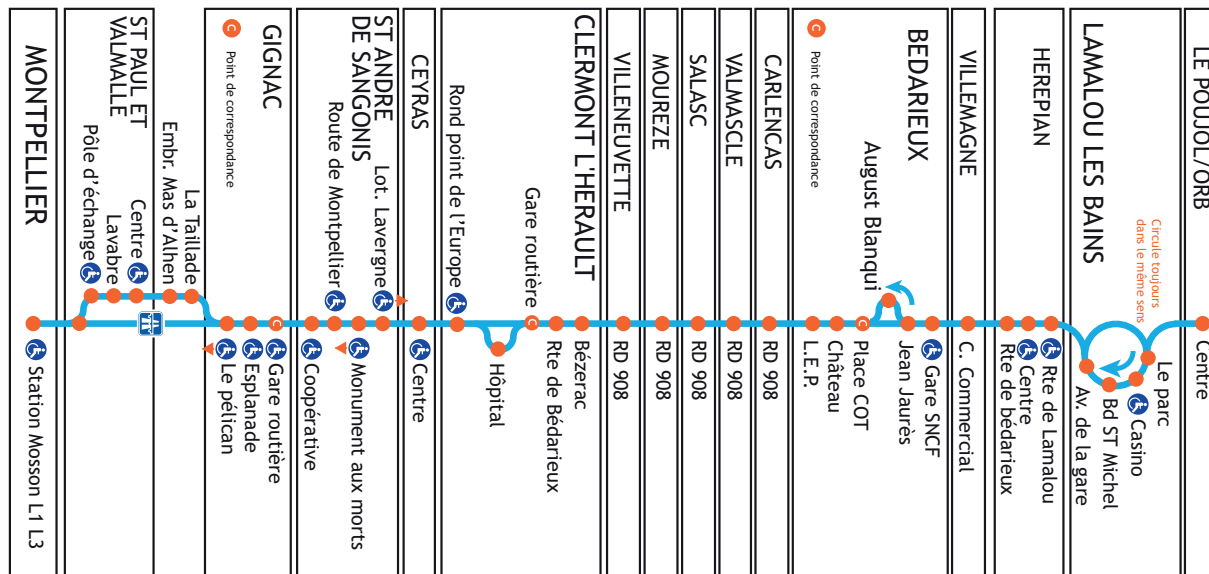 LE POUJOL/ORB
Centre
LAMALOU LES BAINS
Circule toujours
dans le même sens
Le parc
Casino
Bd ST Michel
Av. de la gare
HEREPIAN
Rte de Lamalou
Centre
Rte de bédarieux
VILLEMAGNE
C. Commercial
BEDARIEUX
Gare SNCF
Jean Jaurès
August Blanqui
C
Place COT
Château
L.E.P.
C Point de correspondance
CARLENCAS
RD 908
VALMASCLE
RD 908
SALASC
RD 908
MOUREZE
RD 908
VILLENEUVETTE
RD 908
CLERMONT L'HERAULT
Bézerac
Rte de Bédarieux
Gare routière
C
Hôpital
Rond point de l'Europe
CEYRAS
Centre
ST ANDRE
DE SANGONIS
Lot. Lavergne
Monument aux morts
Route de Montpellier
Coopérative
GIGNAC
C
Gare routière
Esplanade
Le pélican
C Point de correspondance
La Taillade
Embr. Mas d'Alhen
ST PAUL ET
VALMALLE
Centre
Lavabre
Pôle d'échange
MONTPELLIER
Station Mosson L1 L3